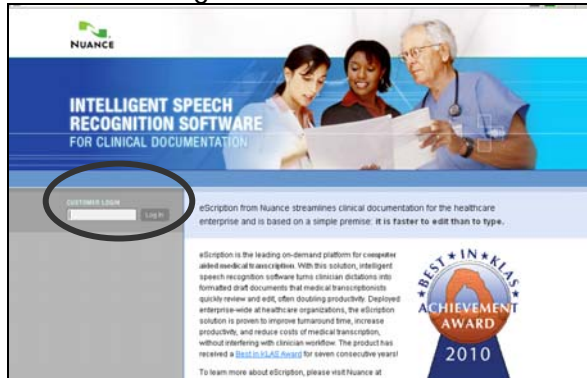 NUANCE
INTELLIGENT SPEECH
RECOGNITION SOFTWARE
FOR CLINICAL DOCUMENTATION
CUSTOMER LOGIN
Log In
eScription from Nuance streamlines clinical documentation for the healthcare
enterprise and is based on a simple premise: it is faster to edit than to type.
eScription is the leading on-demand platform for computer
aided medical transcription. With this solution, intelligent
speech recognition software turns clinician dictations into
formatted draft documents that medical transcriptionists
quickly review and edit, often doubling productivity. Deployed
enterprise-wide at healthcare organizations, the eScription
solution is proven to improve turnaround time, increase
productivity, and reduce costs of medical transcription,
without interfering with clinician workflow. The product has
received a Best in KLAS Award for seven consecutive years!
To learn more about eScription, please visit Nuance at
BEST ★ IN ★ KLAS
ACHIEVEMENT
AWARD
2010